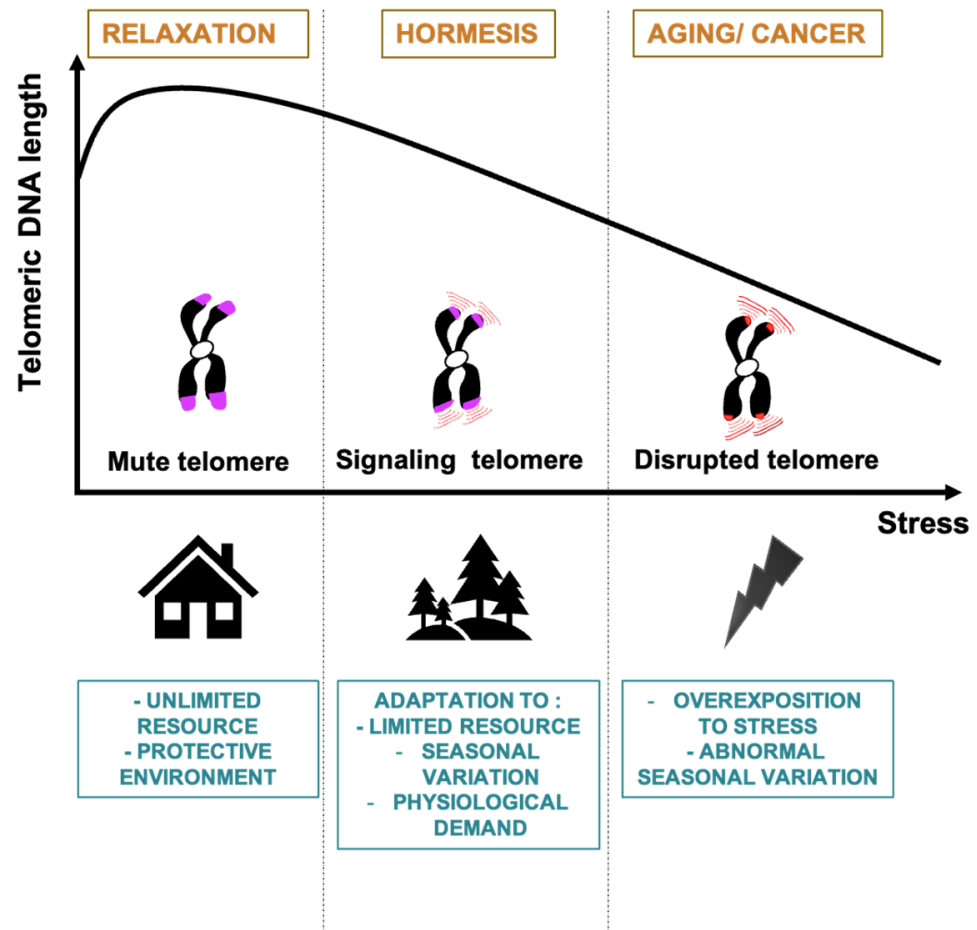 RELAXATION
HORMESIS
AGING/ CANCER
Telomeric DNA length
Mute telomere
Signaling telomere
Disrupted telomere
Stress
- UNLIMITED
RESOURCE
- PROTECTIVE
ENVIRONMENT
ADAPTATION TO :
- LIMITED RESOURCE
- SEASONAL
VARIATION
- PHYSIOLOGICAL
DEMAND
- OVEREXPOSITION
TO STRESS
- ABNORMAL
SEASONAL VARIATION